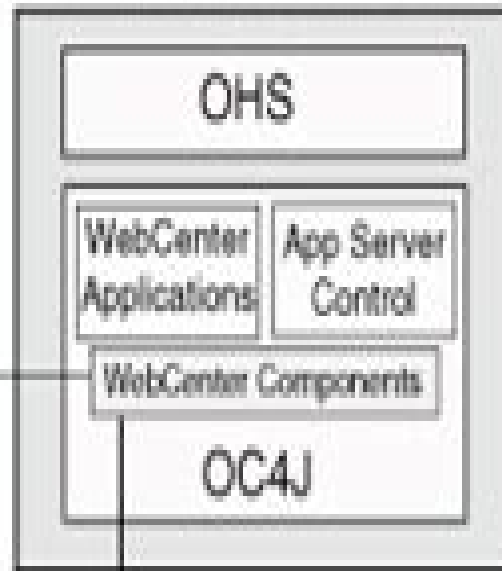 OHS
WebCenter
Applications
App Server
Control
WebCenter Components
OC4J